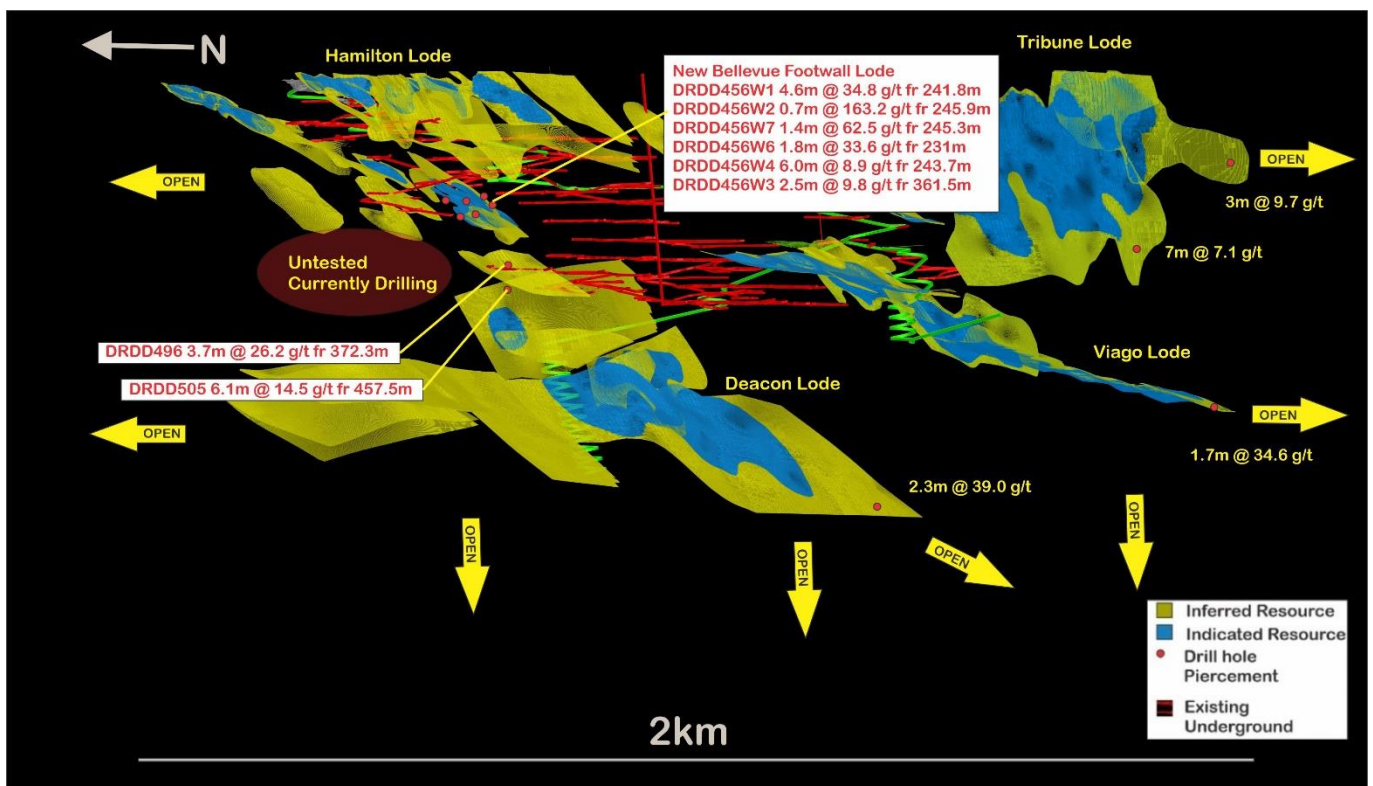 N
Hamilton Lode
Tribune Lode
New Bellevue Footwall Lode
DRDD456W1 4.6m @ 34.8 g/t fr 241.8m
DRDD456W2 0.7m @ 163.2 g/t fr 245.9m
DRDD456W7 1.4m @ 62.5 g/t fr 245.3m
DRDD456W6 1.8m @ 33.6 g/t fr 231m
DRDD456W4 6.0m @ 8.9 g/t fr 243.7m
DRDD456W3 2.5m @ 9.8 g/t fr 361.5m
OPEN
OPEN
3m @ 9.7 g/t
7m @ 7.1 g/t
Untested
Currently Drilling
DRDD496 3.7m @ 26.2 g/t fr 372.3m
DRDD505 6.1m @ 14.5 g/t fr 457.5m
Viago Lode
Deacon Lode
OPEN
OPEN
1.7m @ 34.6 g/t
2.3m @ 39.0 g/t
OPEN
OPEN
OPEN
OPEN
Inferred Resource
Indicated Resource
Drill hole
Piercement
Existing
Underground
2km